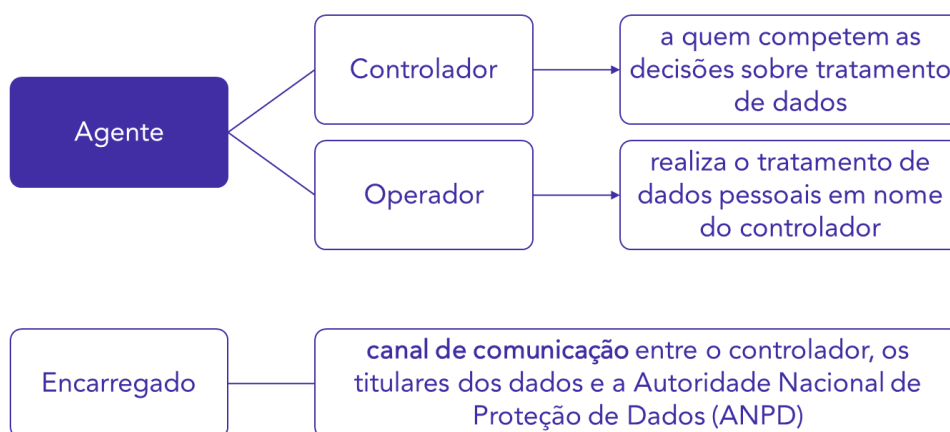 Agente
Controlador
a quem competem as
decisões sobre tratamento
de dados
Operador
realiza o tratamento de
dados pessoais em nome
do controlador
Encarregado
canal de comunicação entre o controlador, os
titulares dos dados e a Autoridade Nacional de
Proteção de Dados (ANPD)